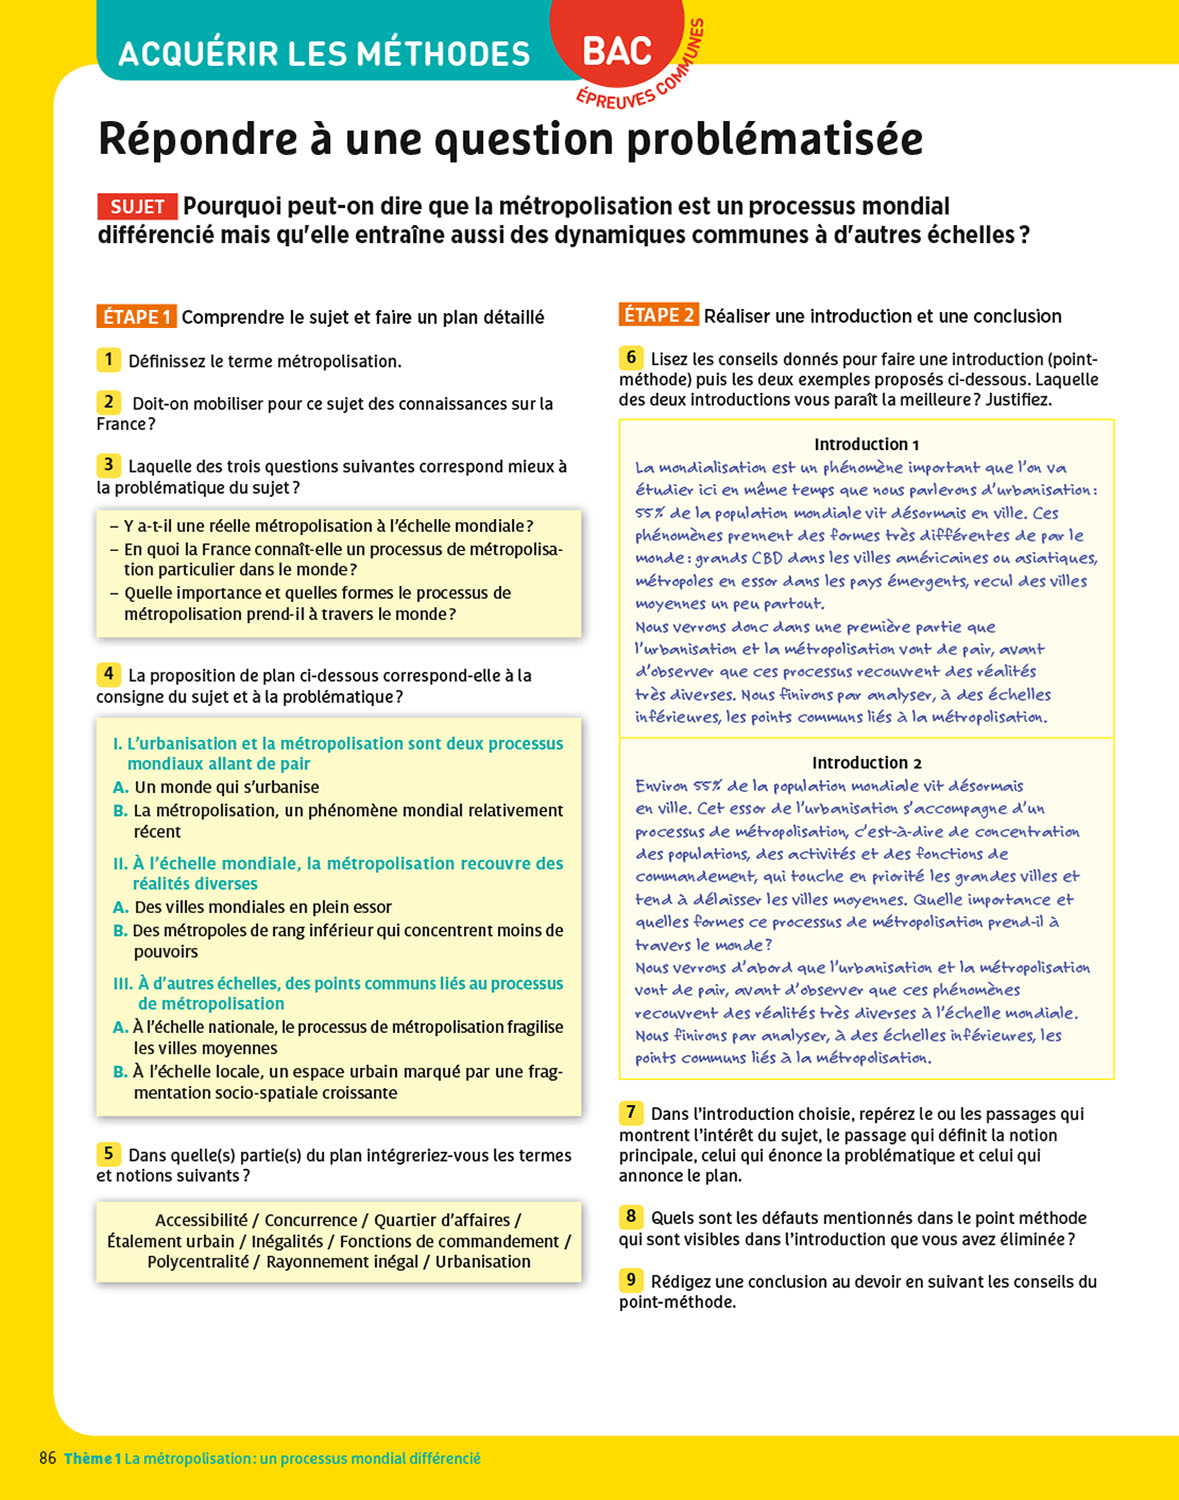 ACQUÉRIR LES MÉTHODES
BAC
ÉPREUVES COMMUNES
Répondre à une question problématisée
SUJET Pourquoi peut-on dire que la métropolisation est un processus mondial
différencié mais qu'elle entraîne aussi des dynamiques communes à d'autres échelles ?
ÉTAPE 1 Comprendre le sujet et faire un plan détaillé
1 Définissez le terme métropolisation.
2 Doit-on mobiliser pour ce sujet des connaissances sur la
France ?
3 Laquelle des trois questions suivantes correspond mieux à
la problématique du sujet ?
– Y a-t-il une réelle métropolisation à l'échelle mondiale ?
– En quoi la France connaît-elle un processus de métropolisa-
tion particulier dans le monde ?
– Quelle importance et quelles formes le processus de
métropolisation prend-il à travers le monde ?
4 La proposition de plan ci-dessous correspond-elle à la
consigne du sujet et à la problématique ?
I. L'urbanisation et la métropolisation sont deux processus
mondiaux allant de pair
A. Un monde qui s'urbanise
B. La métropolisation, un phénomène mondial relativement
récent
II. À l'échelle mondiale, la métropolisation recouvre des
réalités diverses
A. Des villes mondiales en plein essor
B. Des métropoles de rang inférieur qui concentrent moins de
pouvoirs
III. À d'autres échelles, des points communs liés au processus
de métropolisation
A. À l'échelle nationale, le processus de métropolisation fragilise
les villes moyennes
B. À l'échelle locale, un espace urbain marqué par une frag-
mentation socio-spatiale croissante
5 Dans quelle(s) partie(s) du plan intégreriez-vous les termes
et notions suivants ?
Accessibilité / Concurrence / Quartier d'affaires /
Étalement urbain / Inégalités / Fonctions de commandement /
Polycentralité / Rayonnement inégal / Urbanisation
ÉTAPE 2 Réaliser une introduction et une conclusion
6 Lisez les conseils donnés pour faire une introduction (point-
méthode) puis les deux exemples proposés ci-dessous. Laquelle
des deux introductions vous paraît la meilleure ? Justifiez.
Introduction 1
La mondialisation est un phénomène important que l'on va
étudier ici en même temps que nous parlerons d'urbanisation :
55% de la population mondiale vit désormais en ville. Ces
phénomènes prennent des formes très différentes de par le
monde : grands CBD dans les villes américaines ou asiatiques,
métropoles en essor dans les pays émergents, recul des villes
moyennes un peu partout.
Nous verrons donc dans une première partie que
l'urbanisation et la métropolisation vont de pair, avant
d'observer que ces processus recouvrent des réalités
très diverses. Nous finirons par analyser, à des échelles
inférieures, les points communs liés à la métropolisation.
Introduction 2
Environ 55% de la population mondiale vit désormais
en ville. Cet essor de l'urbanisation s'accompagne d'un
processus de métropolisation, c'est-à-dire de concentration
des populations, des activités et des fonctions de
commandement, qui touche en priorité les grandes villes et
tend à délaisser les villes moyennes. Quelle importance et
quelles formes ce processus de métropolisation prend-il à
travers le monde ?
Nous verrons d'abord que l'urbanisation et la métropolisation
vont de pair, avant d'observer que ces phénomènes
recouvrent des réalités très diverses à l'échelle mondiale.
Nous finirons par analyser, à des échelles inférieures, les
points communs liés à la métropolisation.
7 Dans l'introduction choisie, repérez le ou les passages qui
montrent l'intérêt du sujet, le passage qui définit la notion
principale, celui qui énonce la problématique et celui qui
annonce le plan.
8 Quels sont les défauts mentionnés dans le point méthode
qui sont visibles dans l'introduction que vous avez éliminée ?
9 Rédigez une conclusion au devoir en suivant les conseils du
point-méthode.
86 Thème 1 La métropolisation : un processus mondial différencié